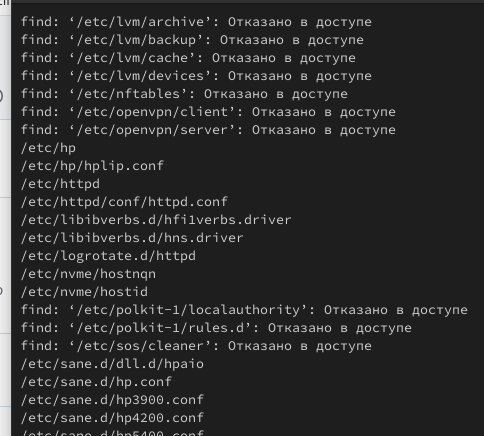 find: ‘/etc/lvm/archive’: Отказано в доступе
find: ‘/etc/lvm/backup’: Отказано в доступе
find: ‘/etc/lvm/cache’: Отказано в доступе
find: ‘/etc/lvm/devices’: Отказано в доступе
find: ‘/etc/nftables’: Отказано в доступе
find: ‘/etc/openvpn/client’: Отказано в доступе
find: ‘/etc/openvpn/server’: Отказано в доступе
/etc/hp
/etc/hp/hplip.conf
/etc/httpd
/etc/httpd/conf/httpd.conf
/etc/libibverbs.d/hfi1verbs.driver
/etc/libibverbs.d/hns.driver
/etc/logrotate.d/httpd
/etc/nvme/hostnqn
/etc/nvme/hostid
find: ‘/etc/polkit-1/localauthority’: Отказано в доступе
find: ‘/etc/polkit-1/rules.d’: Отказано в доступе
find: ‘/etc/sos/cleaner’: Отказано в доступе
/etc/sane.d/dll.d/hpaio
/etc/sane.d/hp.conf
/etc/sane.d/hp3900.conf
/etc/sane.d/hp4200.conf
/etc/sane.d/hp5400.conf